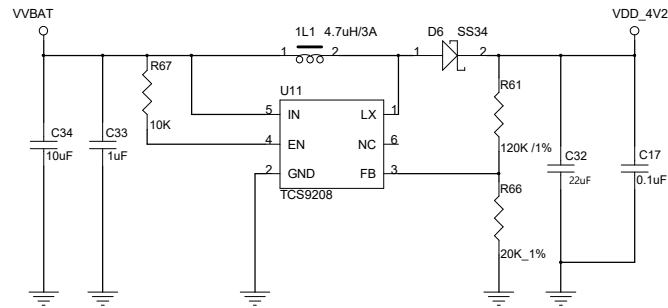 VVBAT
VDD_4V2
1L1 4.7uH/3A
D6 SS34
1 2
1 2
R67
10K
U11
5 IN LX 1
4 EN NC 6
2 GND FB 3
TCS9208
R61
120K /1%
R66
20K_1%
C34
10uF
C33
1uF
C32
22uF
C17
0.1uF